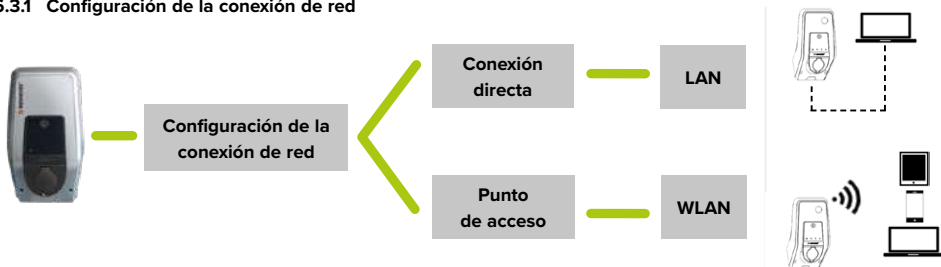 5.3.1 Configuración de la conexión de red
Configuración de la
conexión de red
Conexión
directa
LAN
Punto
de acceso
WLAN